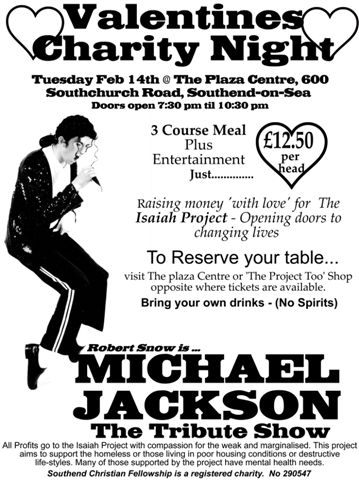 Valentines
Charity Night
Tuesday Feb 14th @ The Plaza Centre, 600
Southchurch Road, Southend-on-Sea
Doors open 7:30 pm til 10:30 pm
3 Course Meal
Plus
Entertainment
Just..............
£12.50
per
head
Raising money 'with love' for The
Isaiah Project - Opening doors to
changing lives
To Reserve your table...
visit The plaza Centre or 'The Project Too' Shop
opposite where tickets are available.
Bring your own drinks - (No Spirits)
Robert Snow is ...
MICHAEL
JACKSON
The Tribute Show
All Profits go to the Isaiah Project with compassion for the weak and marginalised. This project
aims to support the homeless or those living in poor housing conditions or destructive
life-styles. Many of those supported by the project have mental health needs.
Southend Christian Fellowship is a registered charity. No 290547